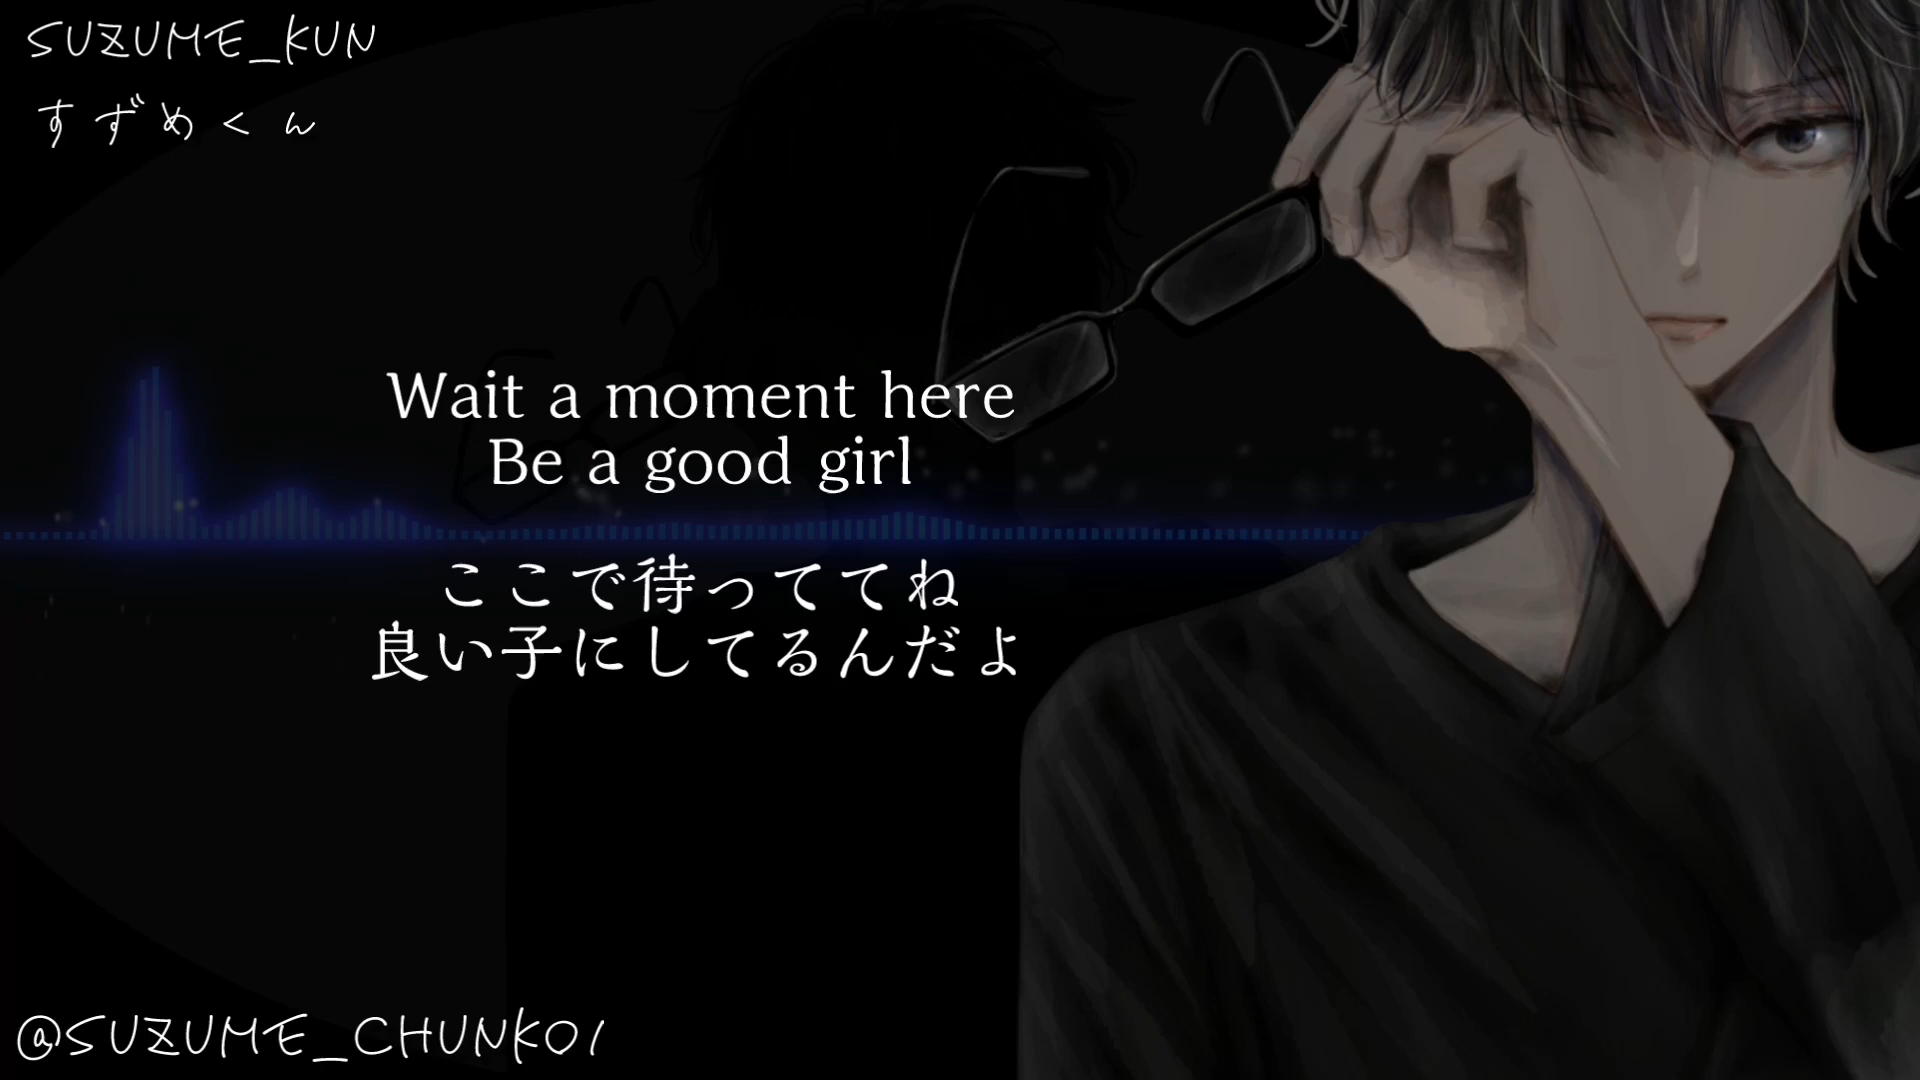 SUZUME_KUN
すずめくん
Wait a moment here
Be a good girl
ここで待っててね
良い子にしてるんだよ
@SUZUME_CHUNKO1